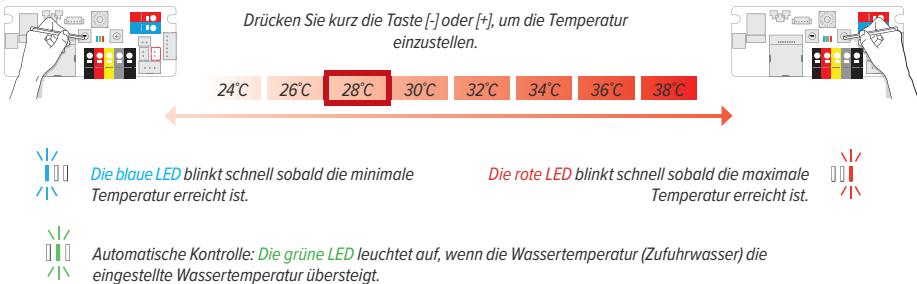 Drücken Sie kurz die Taste [-] oder [+], um die Temperatur
einzustellen.
24°C 26°C 28°C 30°C 32°C 34°C 36°C 38°C
Die blaue LED blinkt schnell sobald die minimale
Temperatur erreicht ist.
Die rote LED blinkt schnell sobald die maximale
Temperatur erreicht ist.
Automatische Kontrolle: Die grüne LED leuchtet auf, wenn die Wassertemperatur (Zufuhrwasser) die
eingestellte Wassertemperatur übersteigt.